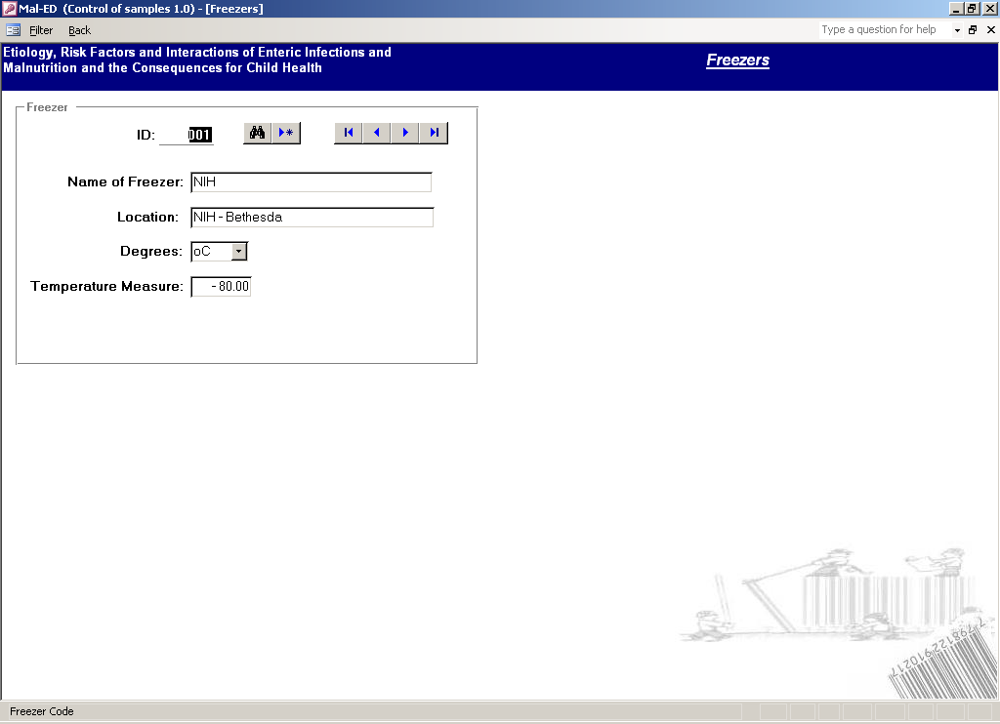 Mal-ED (Control of samples 1.0) - [Freezers]
Filter Back Type a question for help
Etiology, Risk Factors and Interactions of Enteric Infections and
Malnutrition and the Consequences for Child Health
Freezers
Freezer
ID: 001
Name of Freezer: NIH
Location: NIH - Bethesda
Degrees: oC
Temperature Measure: -80.00
Freezer Code